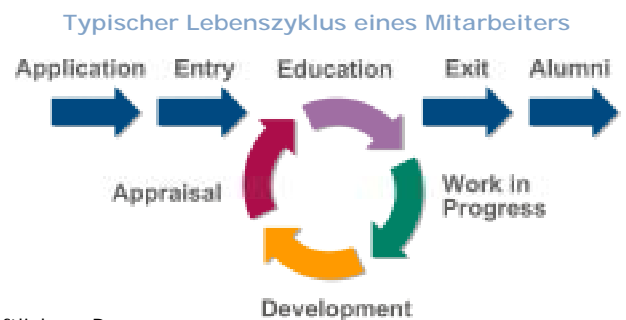 Typischer Lebenszyklus eines Mitarbeiters
Application Entry Education Exit Alumni
Appraisal
Work in
Progress
Development